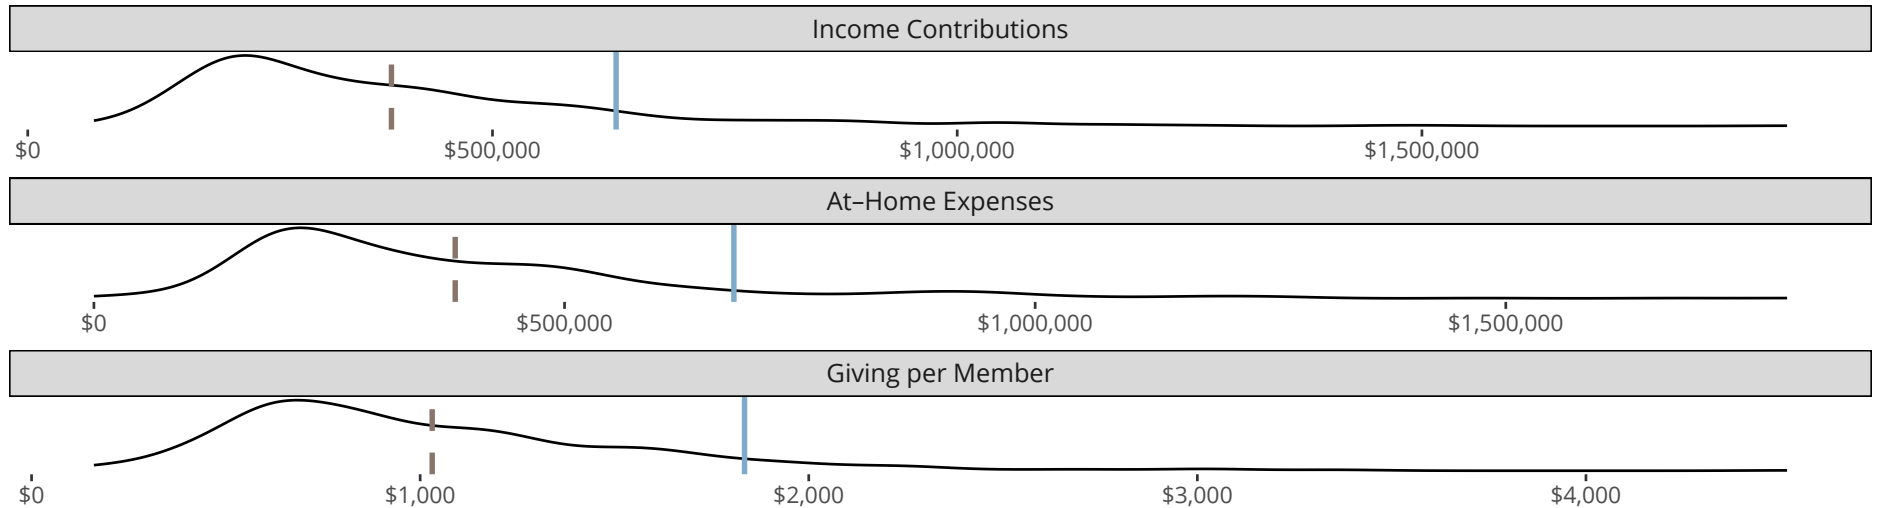 Income Contributions
$0 $500,000 $1,000,000 $1,500,000
At–Home Expenses
$0 $500,000 $1,000,000 $1,500,000
Giving per Member
$0 $1,000 $2,000 $3,000 $4,000